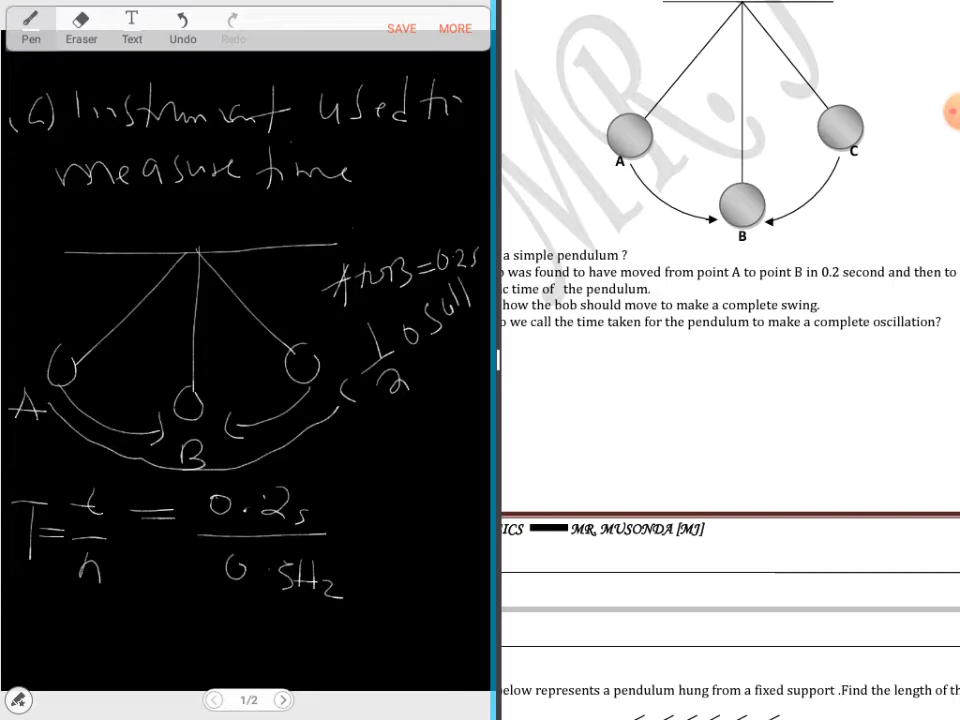 Pen
Eraser
Text
Undo
Redo
SAVE
MORE
(a) Instrument used to
measure time
A to B = 0.2s
1/2 oscill
A
B
C
T = t/n = 0.2s/0.5Hz
1/2
MR. J
A
C
B
a simple pendulum ?
was found to have moved from point A to point B in 0.2 second and then to
c time of the pendulum.
how the bob should move to make a complete swing.
we call the time taken for the pendulum to make a complete oscillation?
ICS MR. MUSONDA [MJ]
elow represents a pendulum hung from a fixed support .Find the length of th